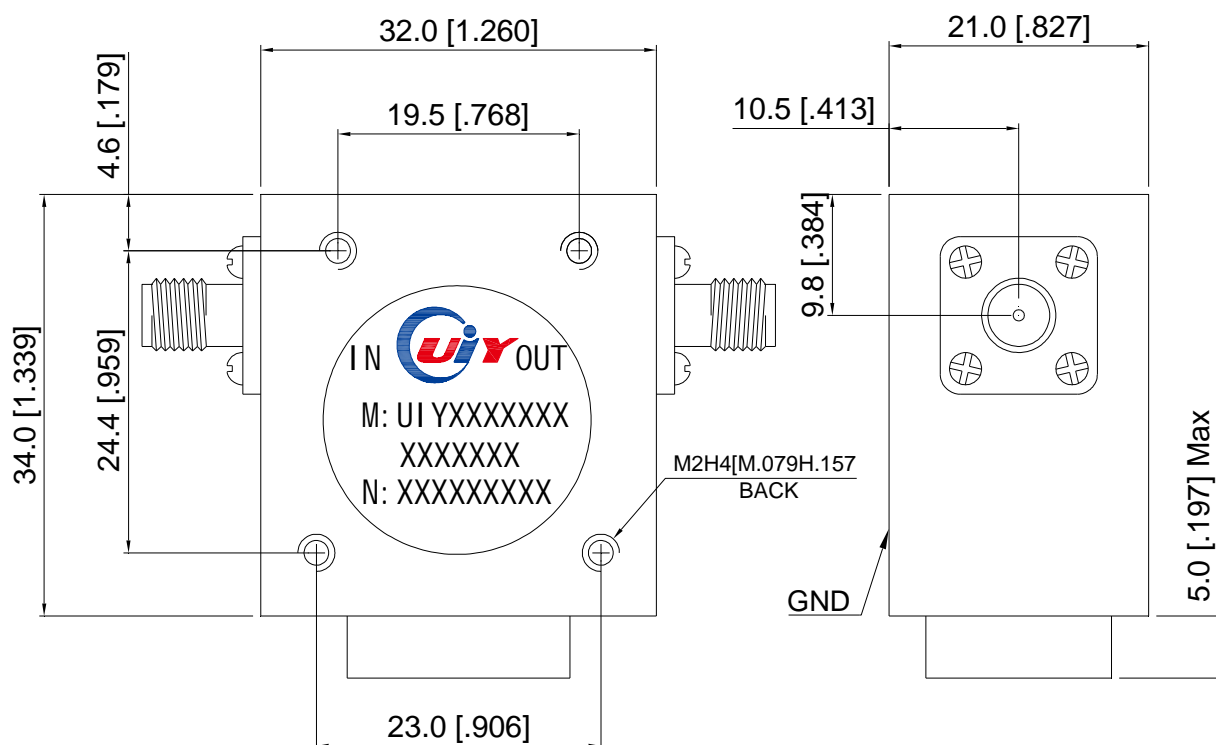 32.0 [1.260]
21.0 [.827]
4.6 [.179]
19.5 [.768]
10.5 [.413]
9.8 [.384]
34.0 [1.339]
24.4 [.959]
UiY
IN OUT
M: UIYXXXXXXX
XXXXXXX
N: XXXXXXXXX
M2H4[M.079H.157
BACK
GND
5.0 [.197] Max
23.0 [.906]